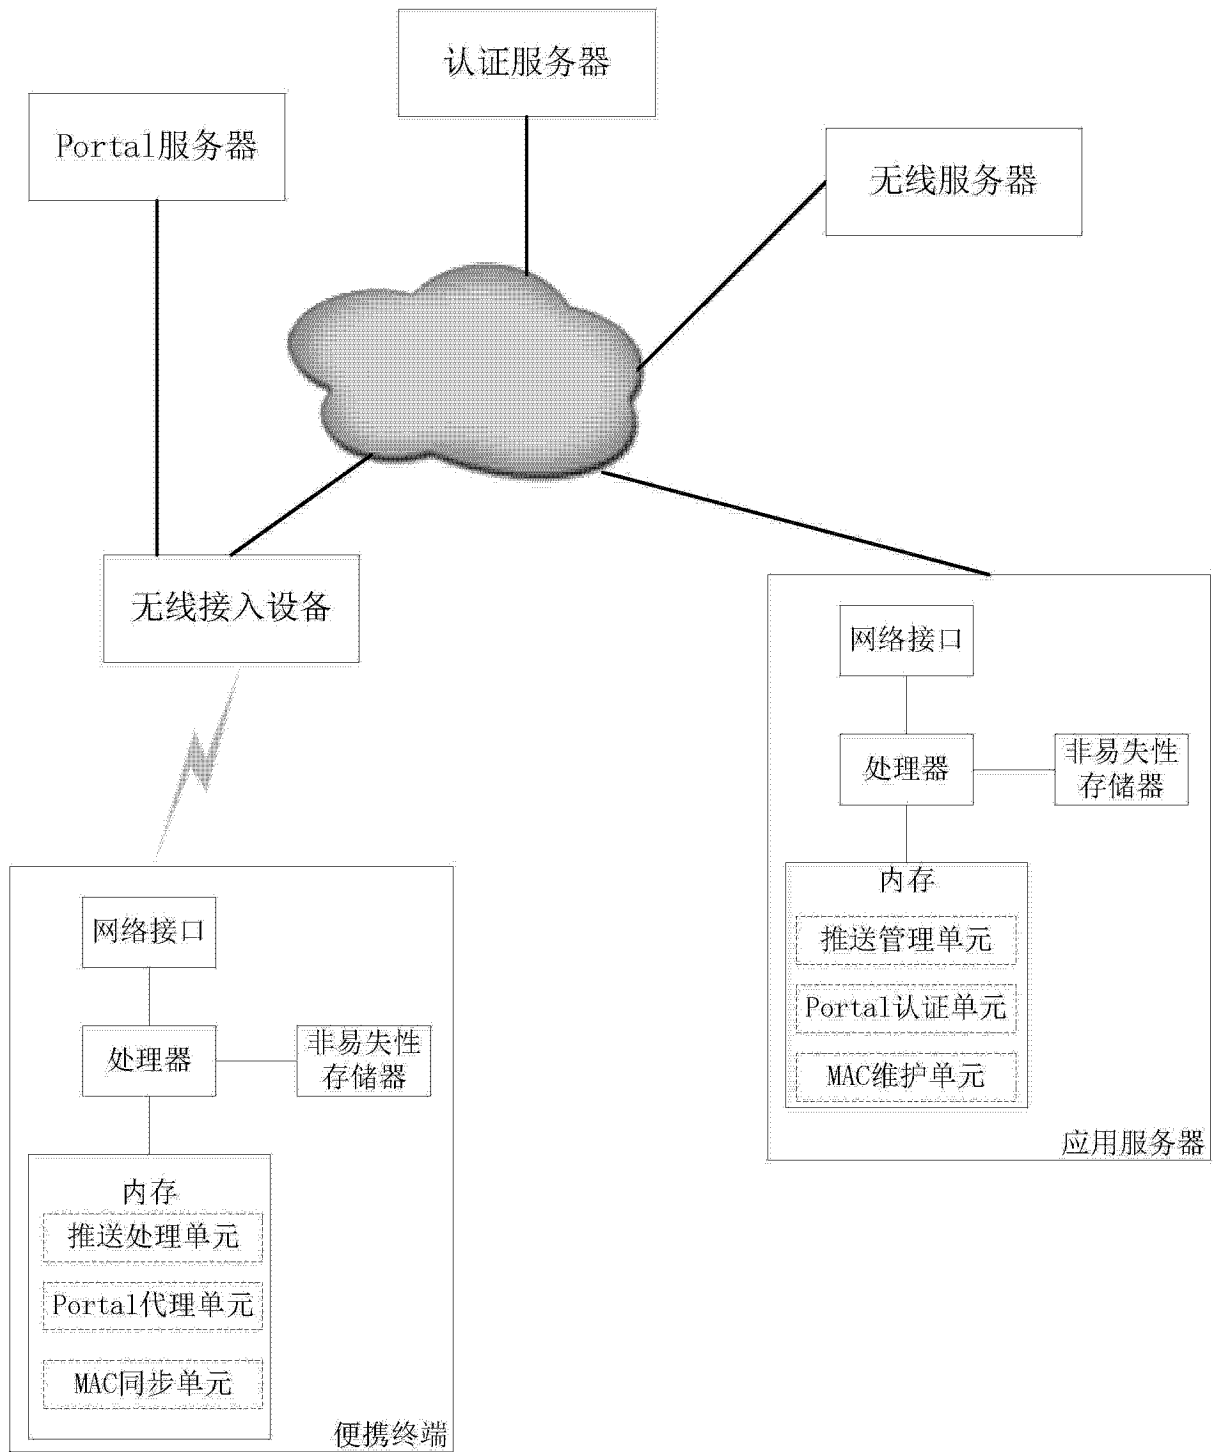 认证服务器
Portal服务器
无线服务器
无线接入设备
网络接口
处理器
非易失性
存储器
内存
推送管理单元
Portal认证单元
MAC维护单元
应用服务器
网络接口
处理器
非易失性
存储器
内存
推送处理单元
Portal代理单元
MAC同步单元
便携终端